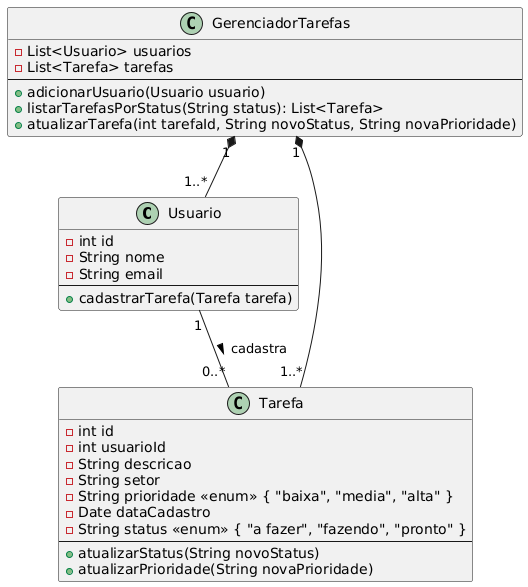 C GerenciadorTarefas
List<Usuario> usuarios
List<Tarefa> tarefas
adicionarUsuario(Usuario usuario)
listarTarefasPorStatus(String status): List<Tarefa>
atualizarTarefa(int tarefaId, String novoStatus, String novaPrioridade)
1 1
1..*
C Usuario
int id
String nome
String email
cadastrarTarefa(Tarefa tarefa)
1
cadastra
0..* 1..*
C Tarefa
int id
int usuarioId
String descricao
String setor
String prioridade «enum» { "baixa", "media", "alta" }
Date dataCadastro
String status «enum» { "a fazer", "fazendo", "pronto" }
atualizarStatus(String novoStatus)
atualizarPrioridade(String novaPrioridade)